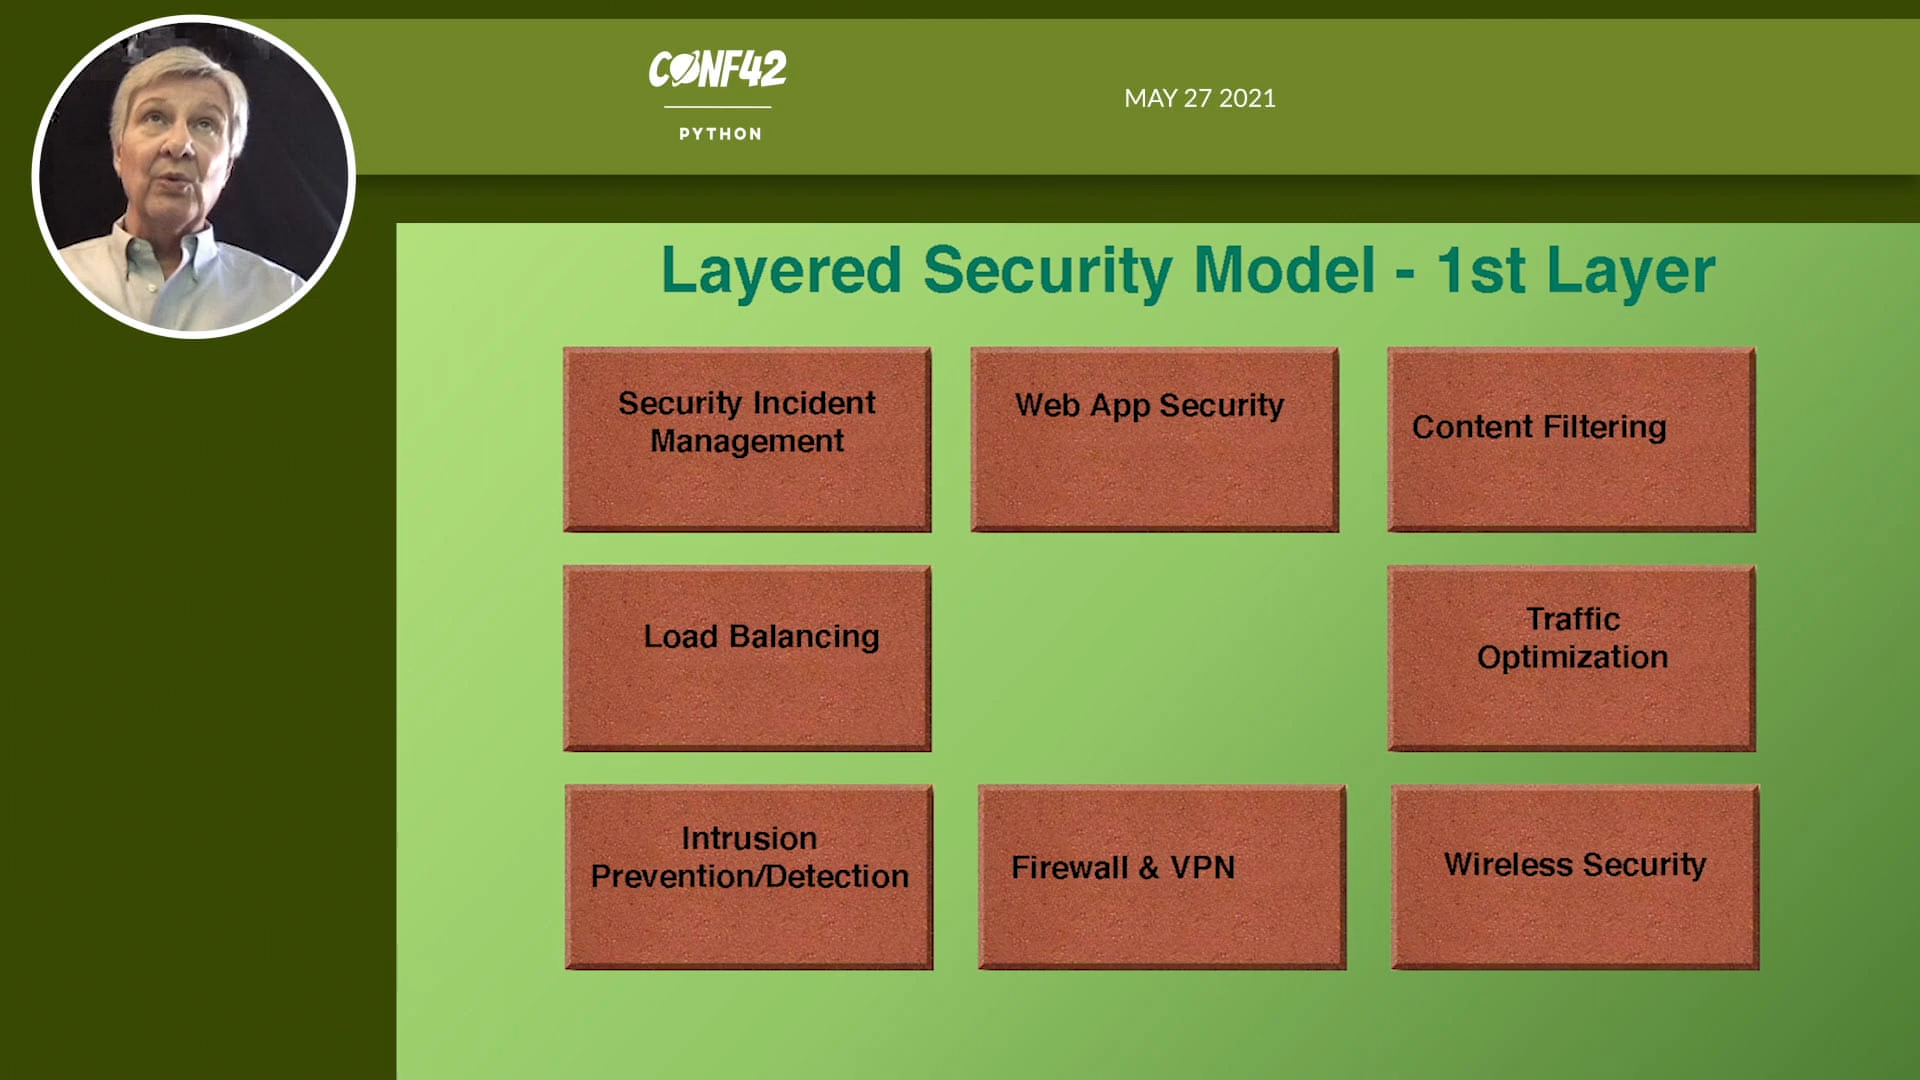 CONF42
PYTHON
MAY 27 2021
Layered Security Model - 1st Layer
Security Incident
Management
Web App Security
Content Filtering
Load Balancing
Traffic
Optimization
Intrusion
Prevention/Detection
Firewall & VPN
Wireless Security